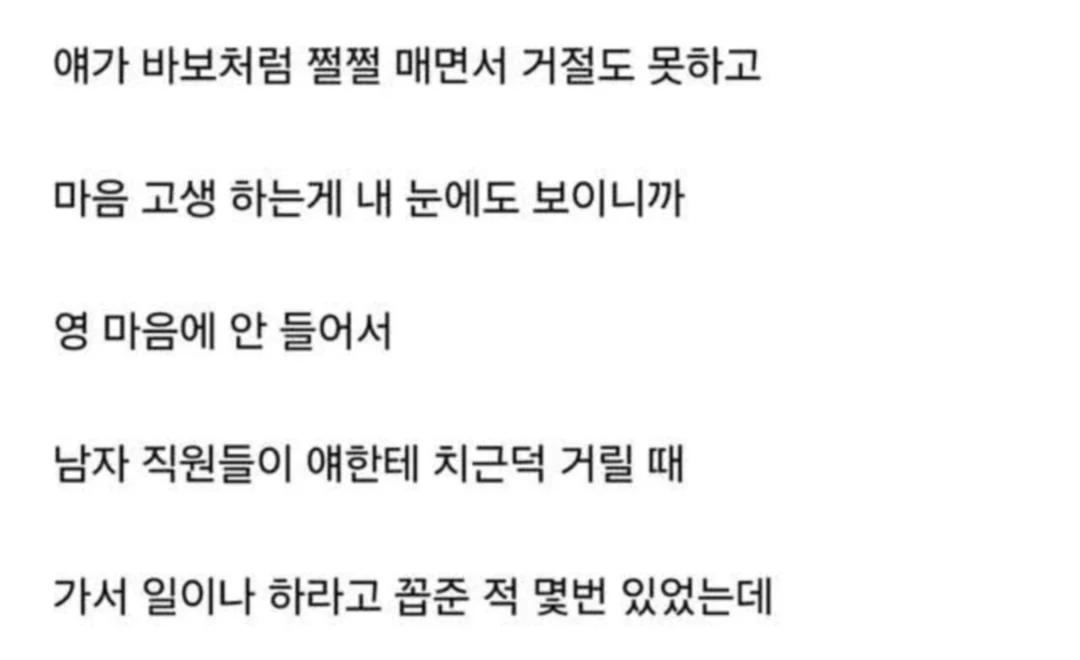 얘가 바보처럼 쩔쩔 매면서 거절도 못하고
마음 고생 하는게 내 눈에도 보이니까
영 마음에 안 들어서
남자 직원들이 얘한테 치근덕 거릴 때
가서 일이나 하라고 꼽준 적 몇번 있었는데